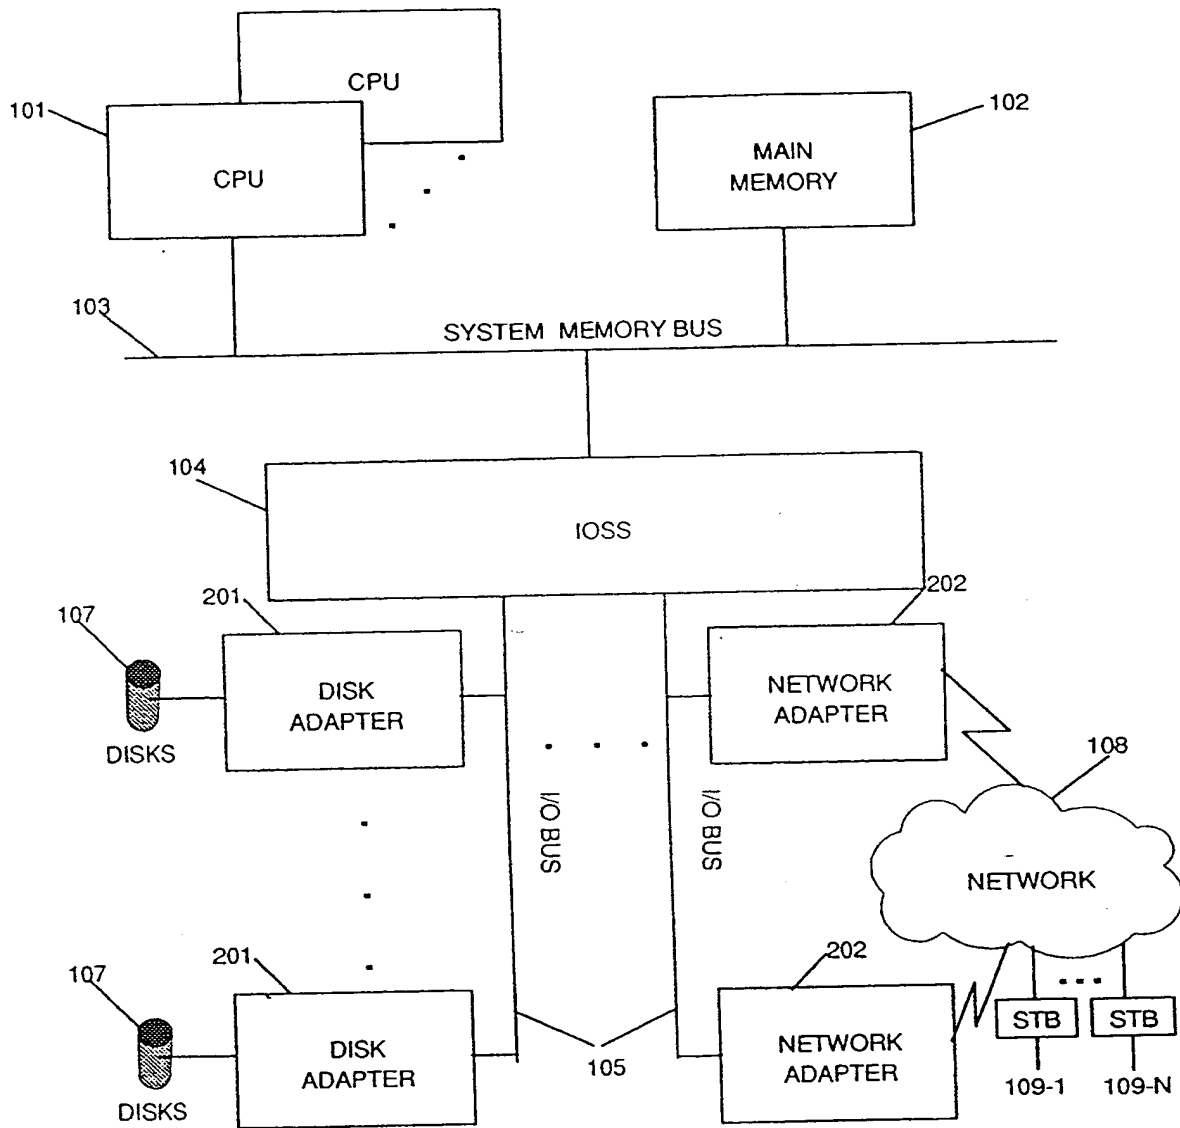 CPU
101
CPU
102
MAIN
MEMORY
103
SYSTEM MEMORY BUS
104
IOSS
107
201
202
DISK
ADAPTER
NETWORK
ADAPTER
DISKS
I/O BUS
I/O BUS
108
NETWORK
107
201
202
DISK
ADAPTER
NETWORK
ADAPTER
STB
STB
DISKS
105
109-1
109-N